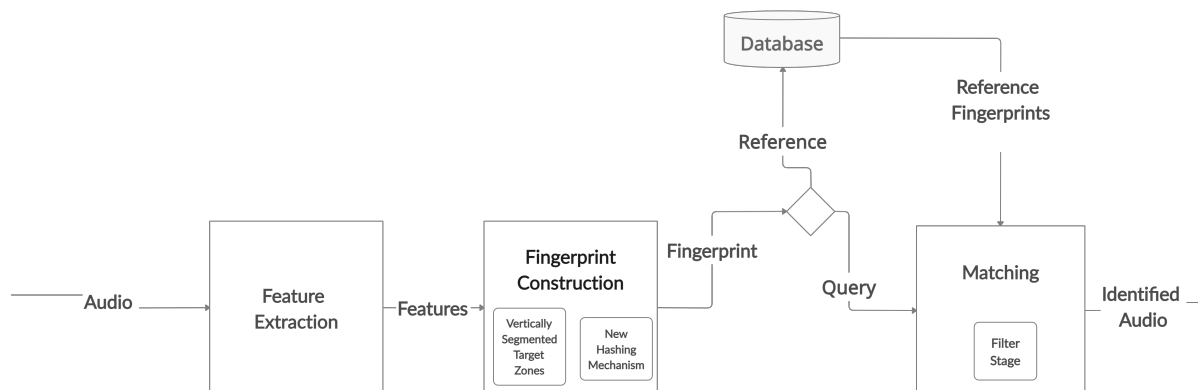 Database
Reference
Fingerprints
Reference
Fingerprint
Query
Audio
Feature
Extraction
Features
Fingerprint
Construction
Vertically
Segmented
Target
Zones
New
Hashing
Mechanism
Matching
Filter
Stage
Identified
Audio